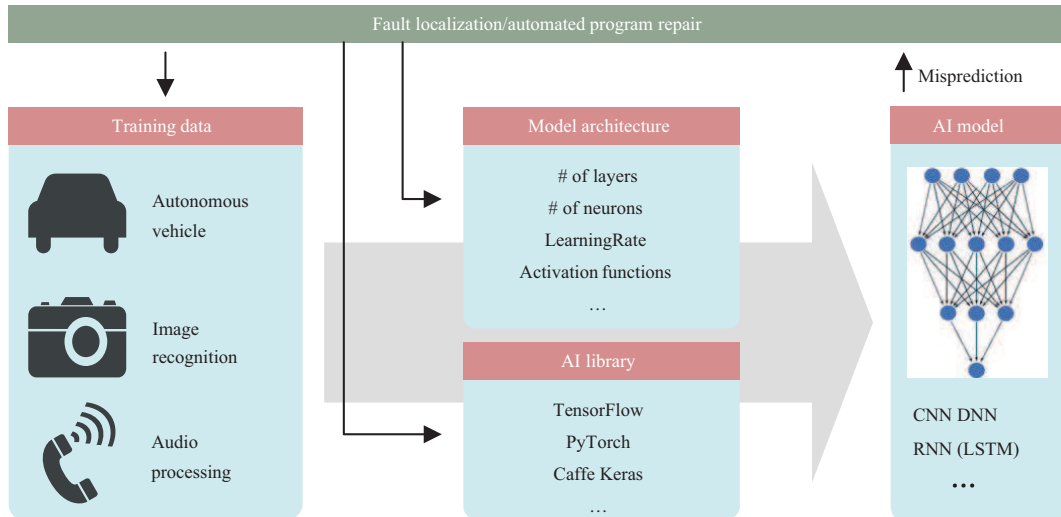 Fault localization/automated program repair
Misprediction
Training data
Autonomous
vehicle
Image
recognition
Audio
processing
Model architecture
# of layers
# of neurons
LearningRate
Activation functions
…
AI library
TensorFlow
PyTorch
Caffe Keras
…
AI model
CNN DNN
RNN (LSTM)
…